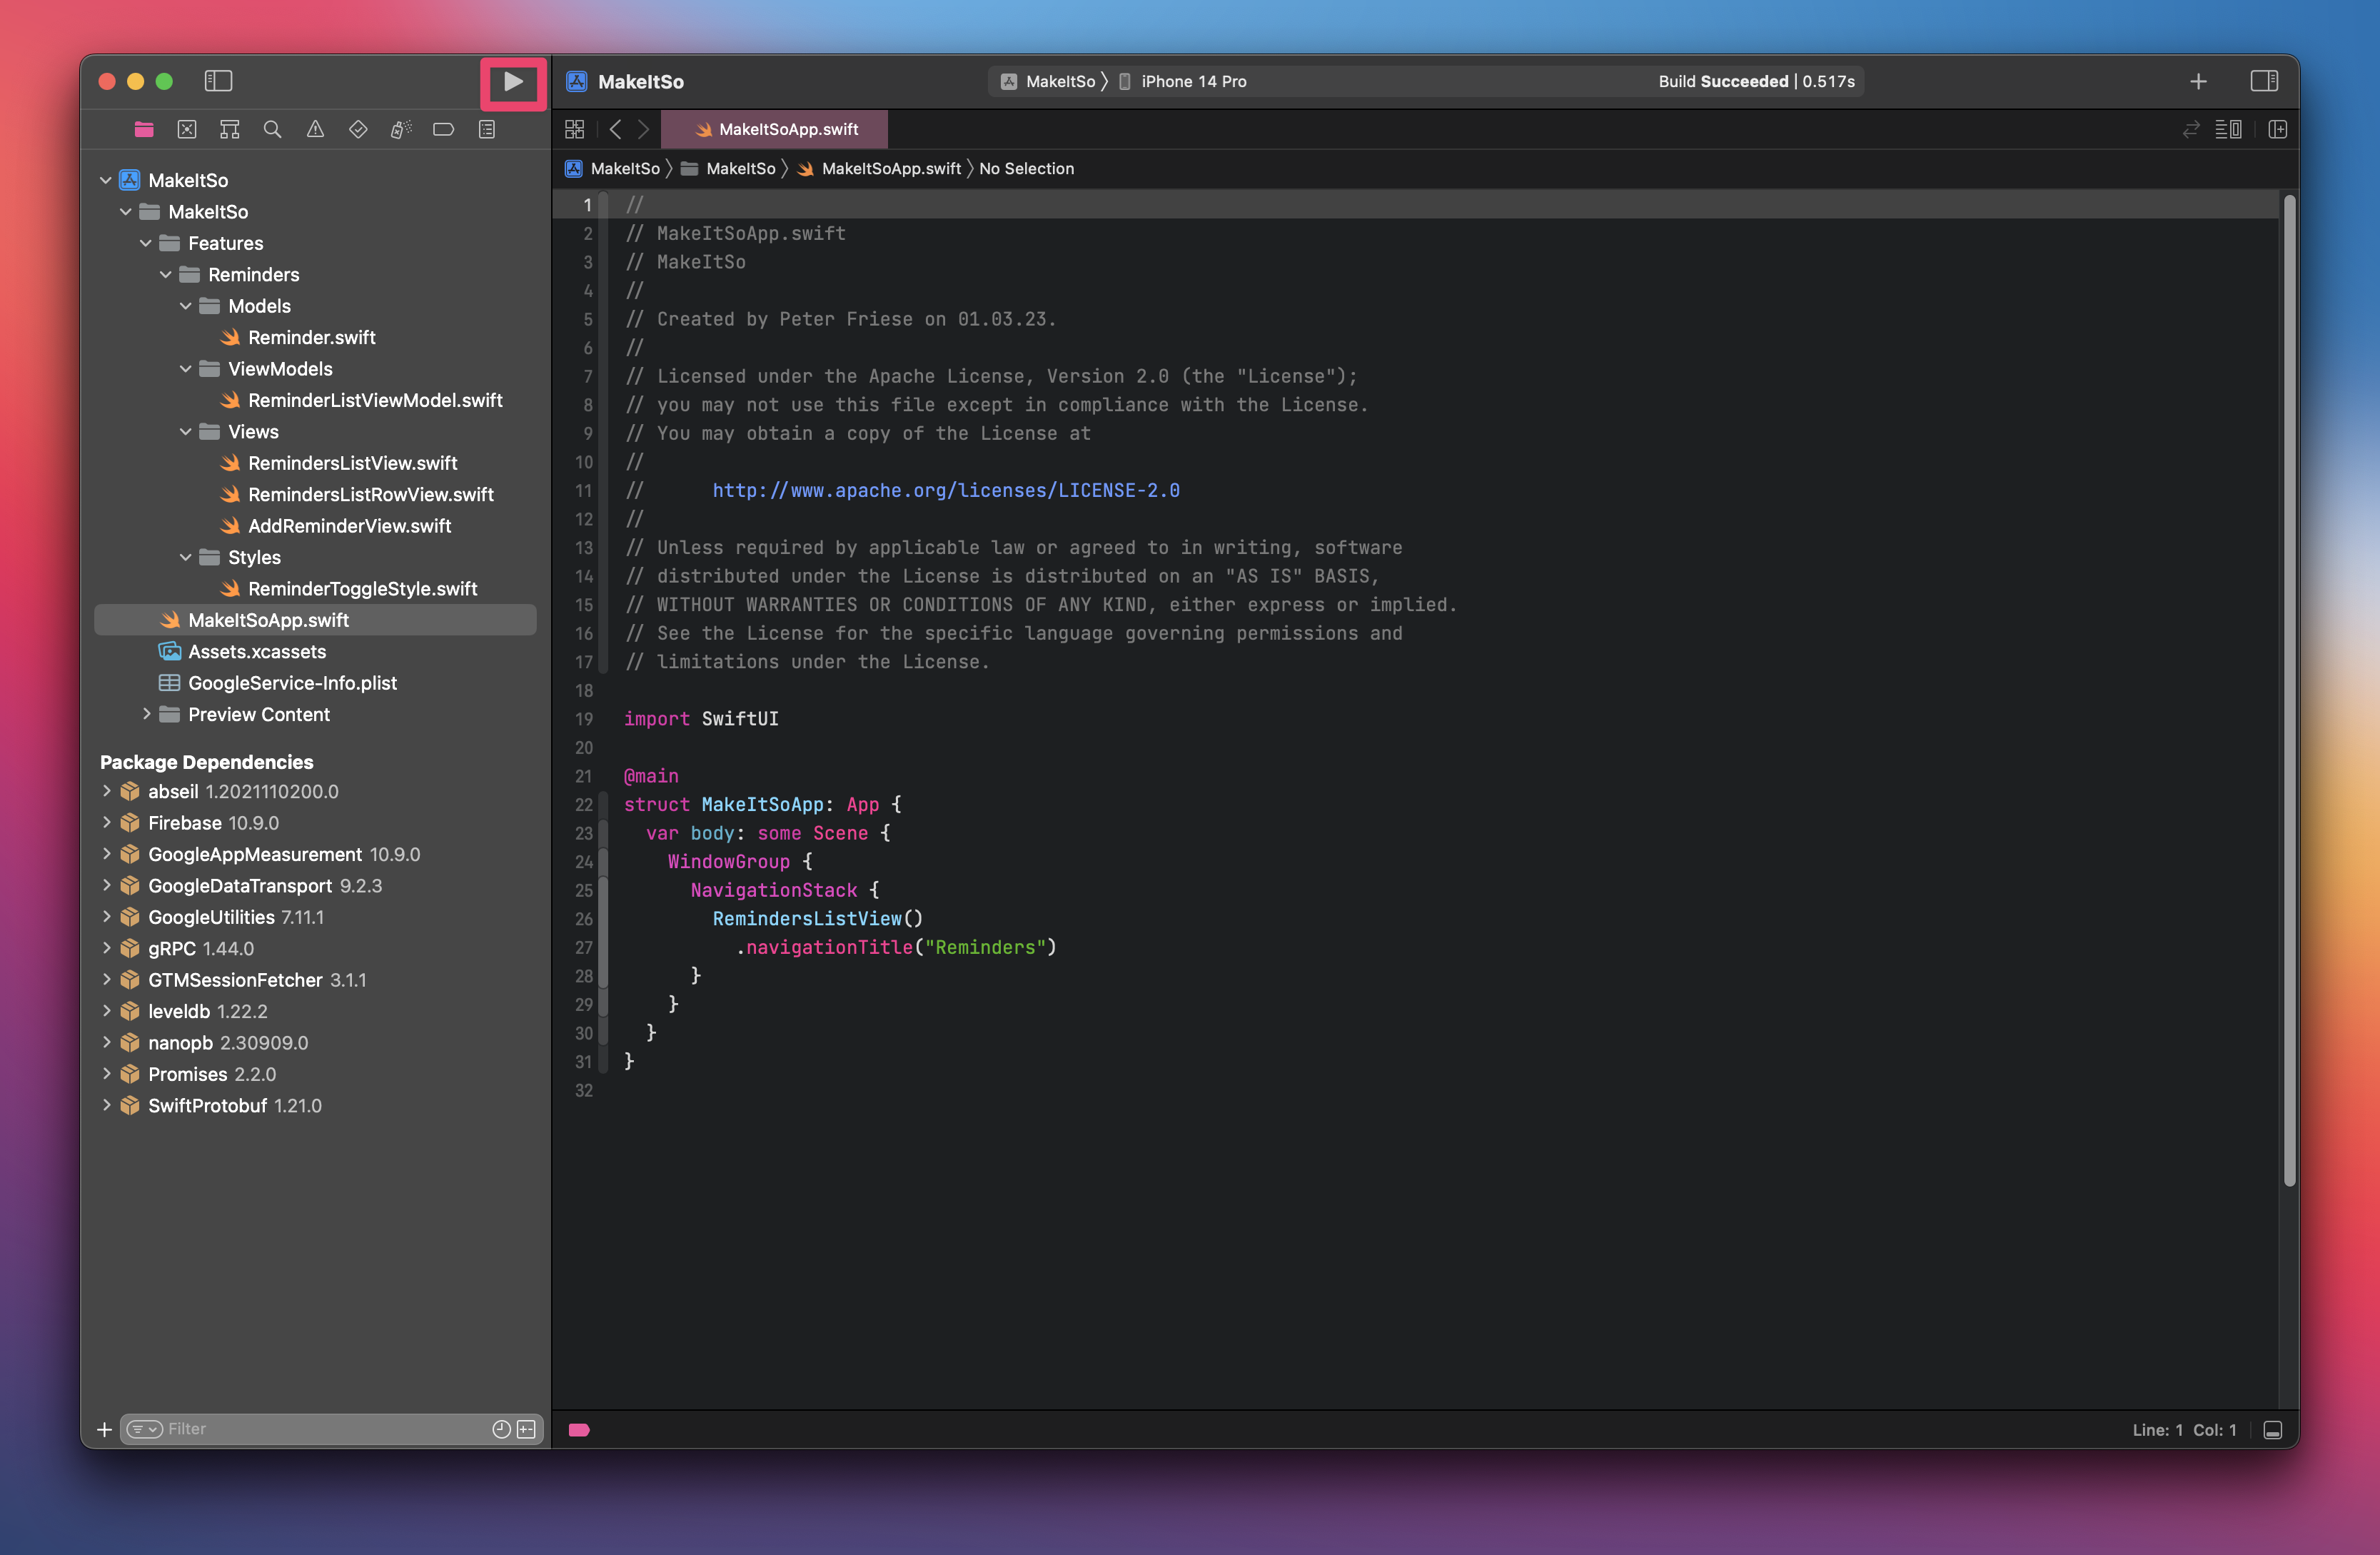 MakeItSo
MakeItSo 〉 iPhone 14 Pro
Build Succeeded | 0.517s
MakeItSoApp.swift
MakeItSo 〉 MakeItSo 〉 MakeItSoApp.swift 〉 No Selection
MakeItSo
MakeItSo
Features
Reminders
Models
Reminder.swift
ViewModels
ReminderListViewModel.swift
Views
RemindersListView.swift
RemindersListRowView.swift
AddReminderView.swift
Styles
ReminderToggleStyle.swift
MakeItSoApp.swift
Assets.xcassets
GoogleService-Info.plist
Preview Content
Package Dependencies
abseil 1.2021110200.0
Firebase 10.9.0
GoogleAppMeasurement 10.9.0
GoogleDataTransport 9.2.3
GoogleUtilities 7.11.1
gRPC 1.44.0
GTMSessionFetcher 3.1.1
leveldb 1.22.2
nanopb 2.30909.0
Promises 2.2.0
SwiftProtobuf 1.21.0
Filter
1 //
2 // MakeItSoApp.swift
3 // MakeItSo
4 //
5 // Created by Peter Friese on 01.03.23.
6 //
7 // Licensed under the Apache License, Version 2.0 (the "License");
8 // you may not use this file except in compliance with the License.
9 // You may obtain a copy of the License at
10 //
11 //      http://www.apache.org/licenses/LICENSE-2.0
12 //
13 // Unless required by applicable law or agreed to in writing, software
14 // distributed under the License is distributed on an "AS IS" BASIS,
15 // WITHOUT WARRANTIES OR CONDITIONS OF ANY KIND, either express or implied.
16 // See the License for the specific language governing permissions and
17 // limitations under the License.
18
19 import SwiftUI
20
21 @main
22 struct MakeItSoApp: App {
23   var body: some Scene {
24     WindowGroup {
25       NavigationStack {
26         RemindersListView()
27           .navigationTitle("Reminders")
28       }
29     }
30   }
31 }
32
Line: 1 Col: 1